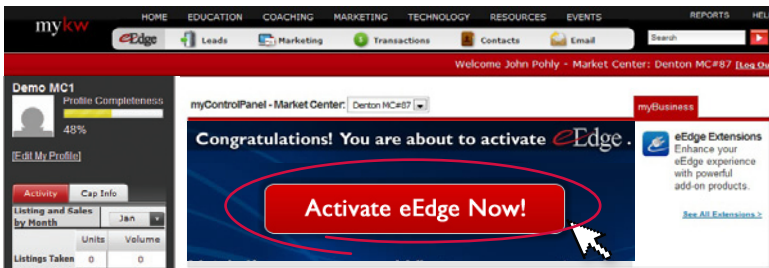 mykw
HOME EDUCATION COACHING MARKETING TECHNOLOGY RESOURCES EVENTS REPORTS HEL
eEdge Leads Marketing Transactions Contacts Email Search
Welcome John Pohly - Market Center: Denton MC#87 [Log Ou
Demo MC1
Profile Completeness
48%
[Edit My Profile]
Activity Cap Info
Listing and Sales
by Month Jan
Units Volume
Listings Taken 0 0
myControlPanel - Market Center: Denton MC#87
Congratulations! You are about to activate eEdge.
Activate eEdge Now!
myBusiness
eEdge Extensions
Enhance your
eEdge experience
with powerful
add-on products.
See All Extensions >